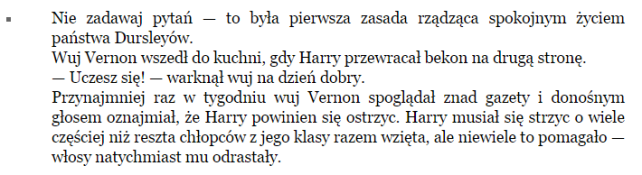 ▪ Nie zadawaj pytań — to była pierwsza zasada rządząca spokojnym życiem
państwa Dursleyów.
Wuj Vernon wszedł do kuchni, gdy Harry przewracał bekon na drugą stronę.
— Uczesz się! — warknął wuj na dzień dobry.
Przynajmniej raz w tygodniu wuj Vernon spoglądał znad gazety i donośnym
głosem oznajmiał, że Harry powinien się ostrzyc. Harry musiał się strzyc o wiele
częściej niż reszta chłopców z jego klasy razem wzięta, ale niewiele to pomagało —
włosy natychmiast mu odrastały.